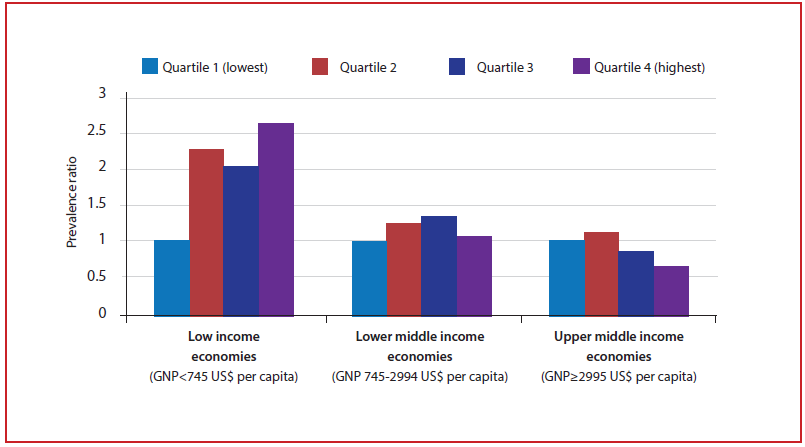 Quartile 1 (lowest) Quartile 2 Quartile 3 Quartile 4 (highest)
3
2.5
2
1.5
1
0.5
0
Prevalence ratio
Low income economies (GNP<745 US$ per capita)
Lower middle income economies (GNP 745-2994 US$ per capita)
Upper middle income economies (GNP≥2995 US$ per capita)